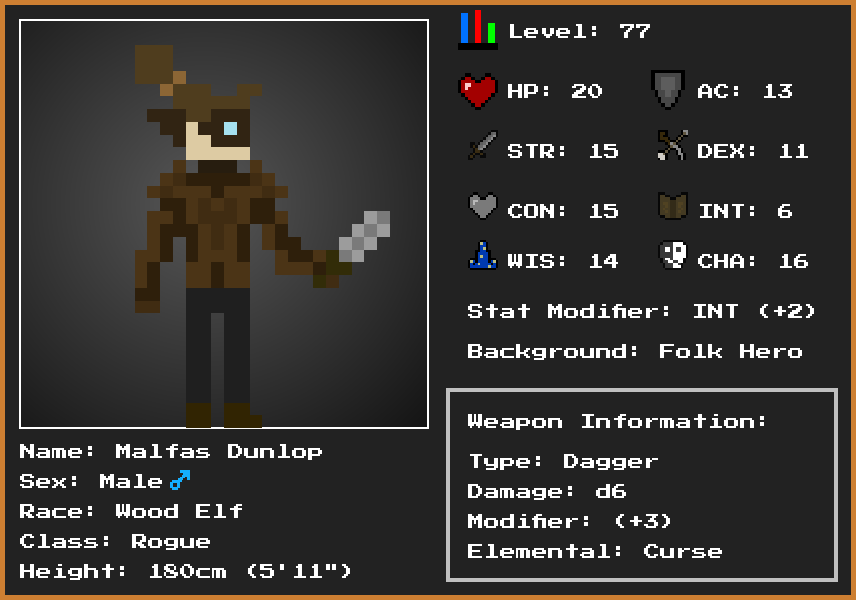 Level: 77
HP: 20
AC: 13
STR: 15
DEX: 11
CON: 15
INT: 6
WIS: 14
CHA: 16
Stat Modifier: INT (+2)
Background: Folk Hero
Weapon Information:
Type: Dagger
Damage: d6
Modifier: (+3)
Elemental: Curse
Name: Malfas Dunlop
Sex: Male ♂
Race: Wood Elf
Class: Rogue
Height: 180cm (5'11")